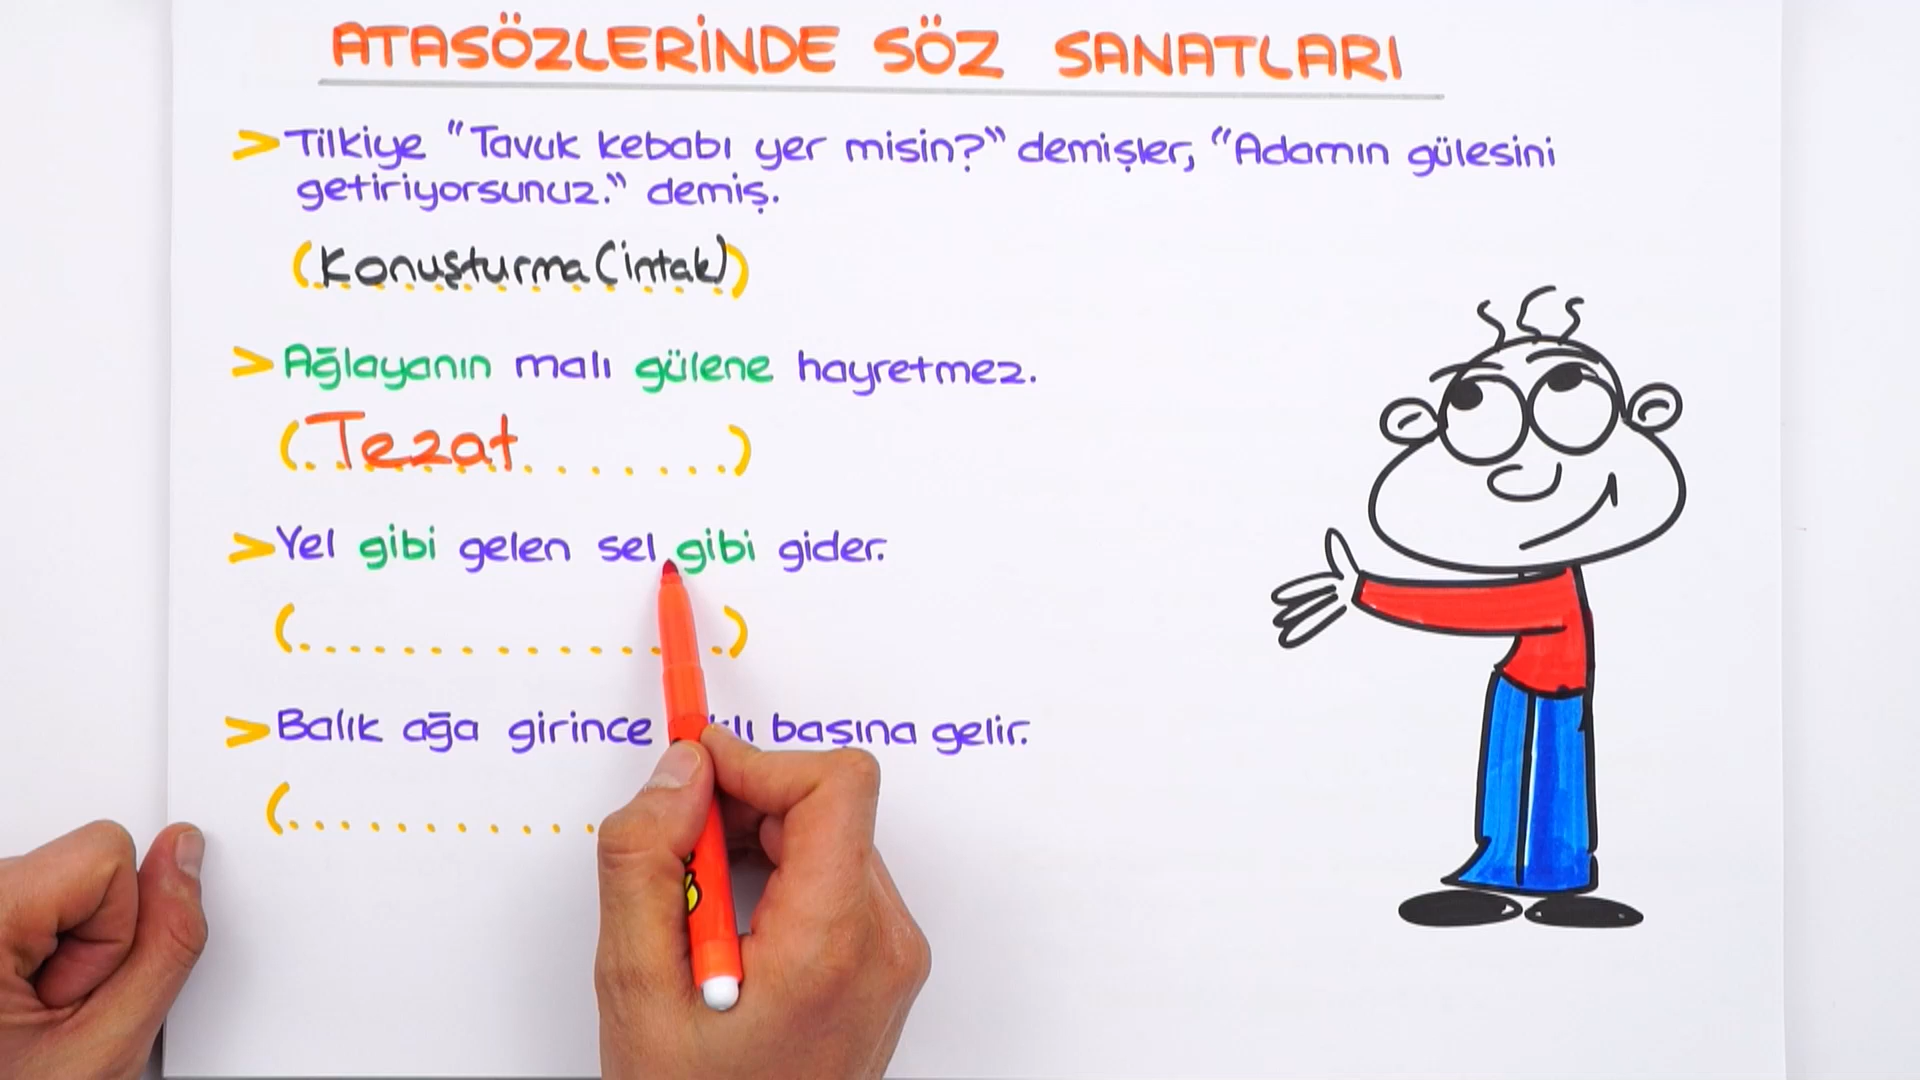 ATASÖZLERİNDE SÖZ SANATLARI
> Tilkiye "Tavuk kebabı yer misin?" demişler, "Adamın gülesini
getiriyorsunuz." demiş.
(Konuşturma (intak))
> Ağlayanın malı gülene hayretmez.
(Tezat.......)
> Yel gibi gelen sel gibi gider.
(..............)
> Balık ağa girince başına gelir.
(...........